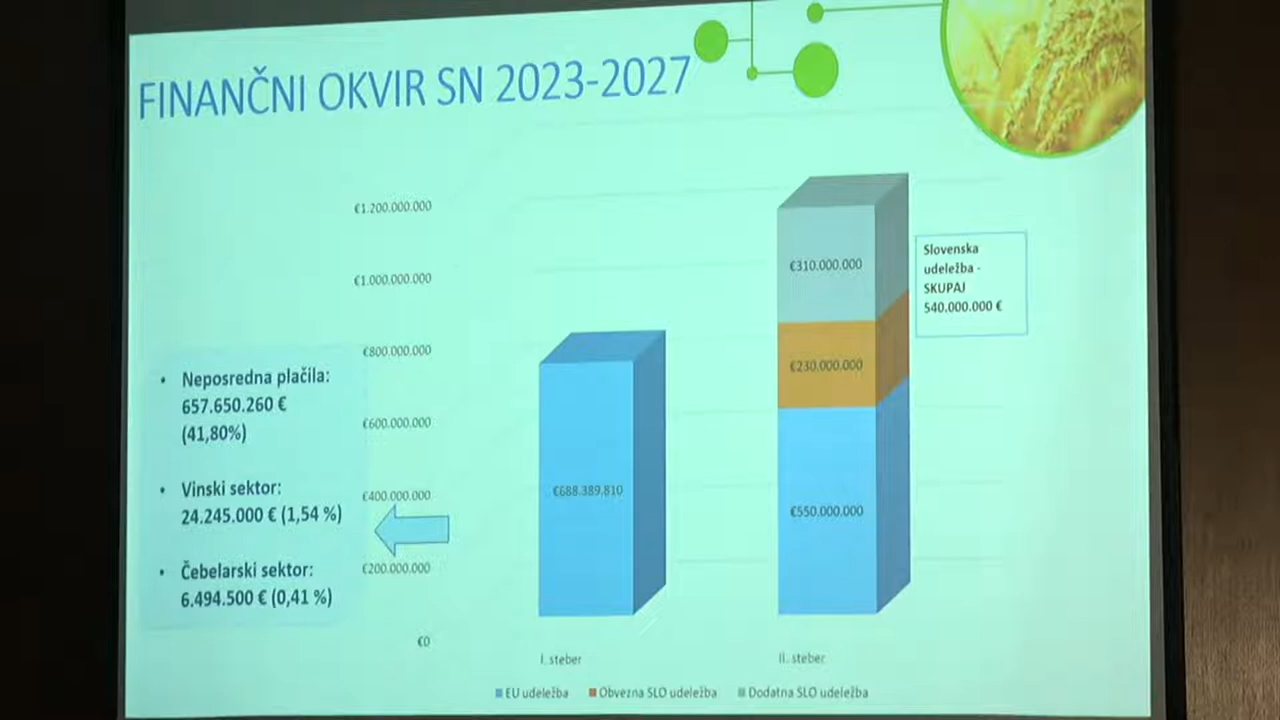 FINANČNI OKVIR SN 2023-2027
€1.200.000.000
€1.000.000.000
€800.000.000
€600.000.000
€400.000.000
€200.000.000
€0
• Neposredna plačila:
657.650.260 €
(41,80%)
• Vinski sektor:
24.245.000 € (1,54 %)
• Čebelarski sektor:
6.494.500 € (0,41 %)
€688.389.810
€310.000.000
€230.000.000
€550.000.000
Slovenska
udeležba -
SKUPAJ
540.000.000 €
I. steber
II. steber
EU udeležba
Obvezna SLO udeležba
Dodatna SLO udeležba